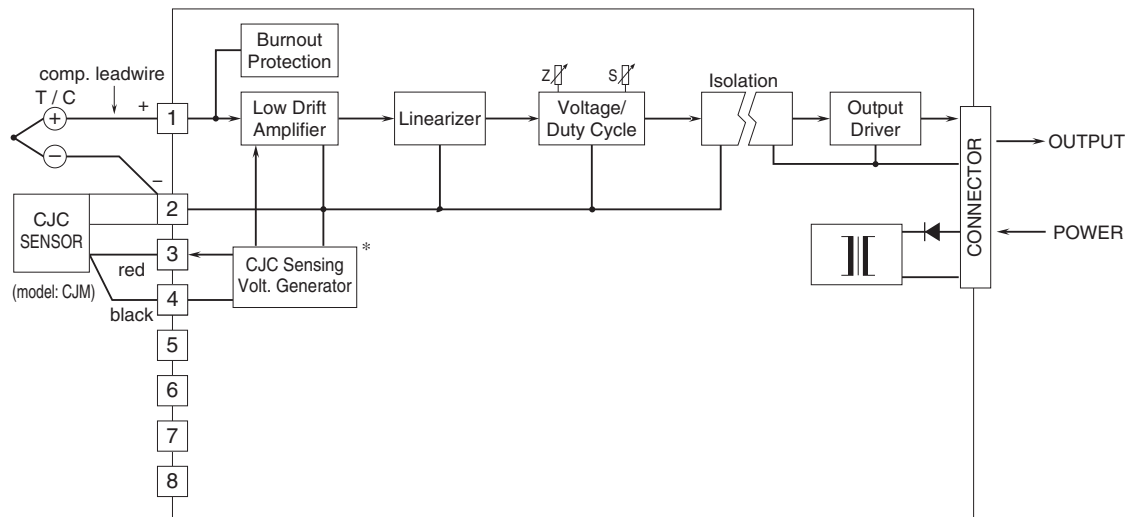 Burnout
Protection
comp. leadwire
T / C
+
+
−
−
1
Low Drift
Amplifier
Linearizer
Z
S
Voltage/
Duty Cycle
Isolation
Output
Driver
CONNECTOR
OUTPUT
POWER
2
CJC
SENSOR
(model: CJM)
red
black
3
4
CJC Sensing
Volt. Generator
*
5
6
7
8